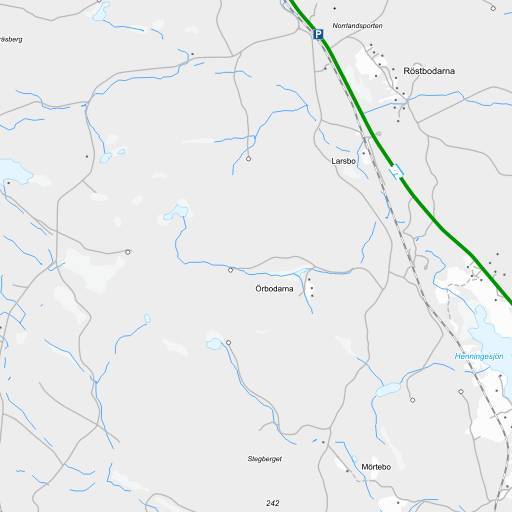 Norrlandsporten
P
Röstbodarna
Larsbo
Örbodarna
Henningesjön
Stegberget
Mörtebo
242